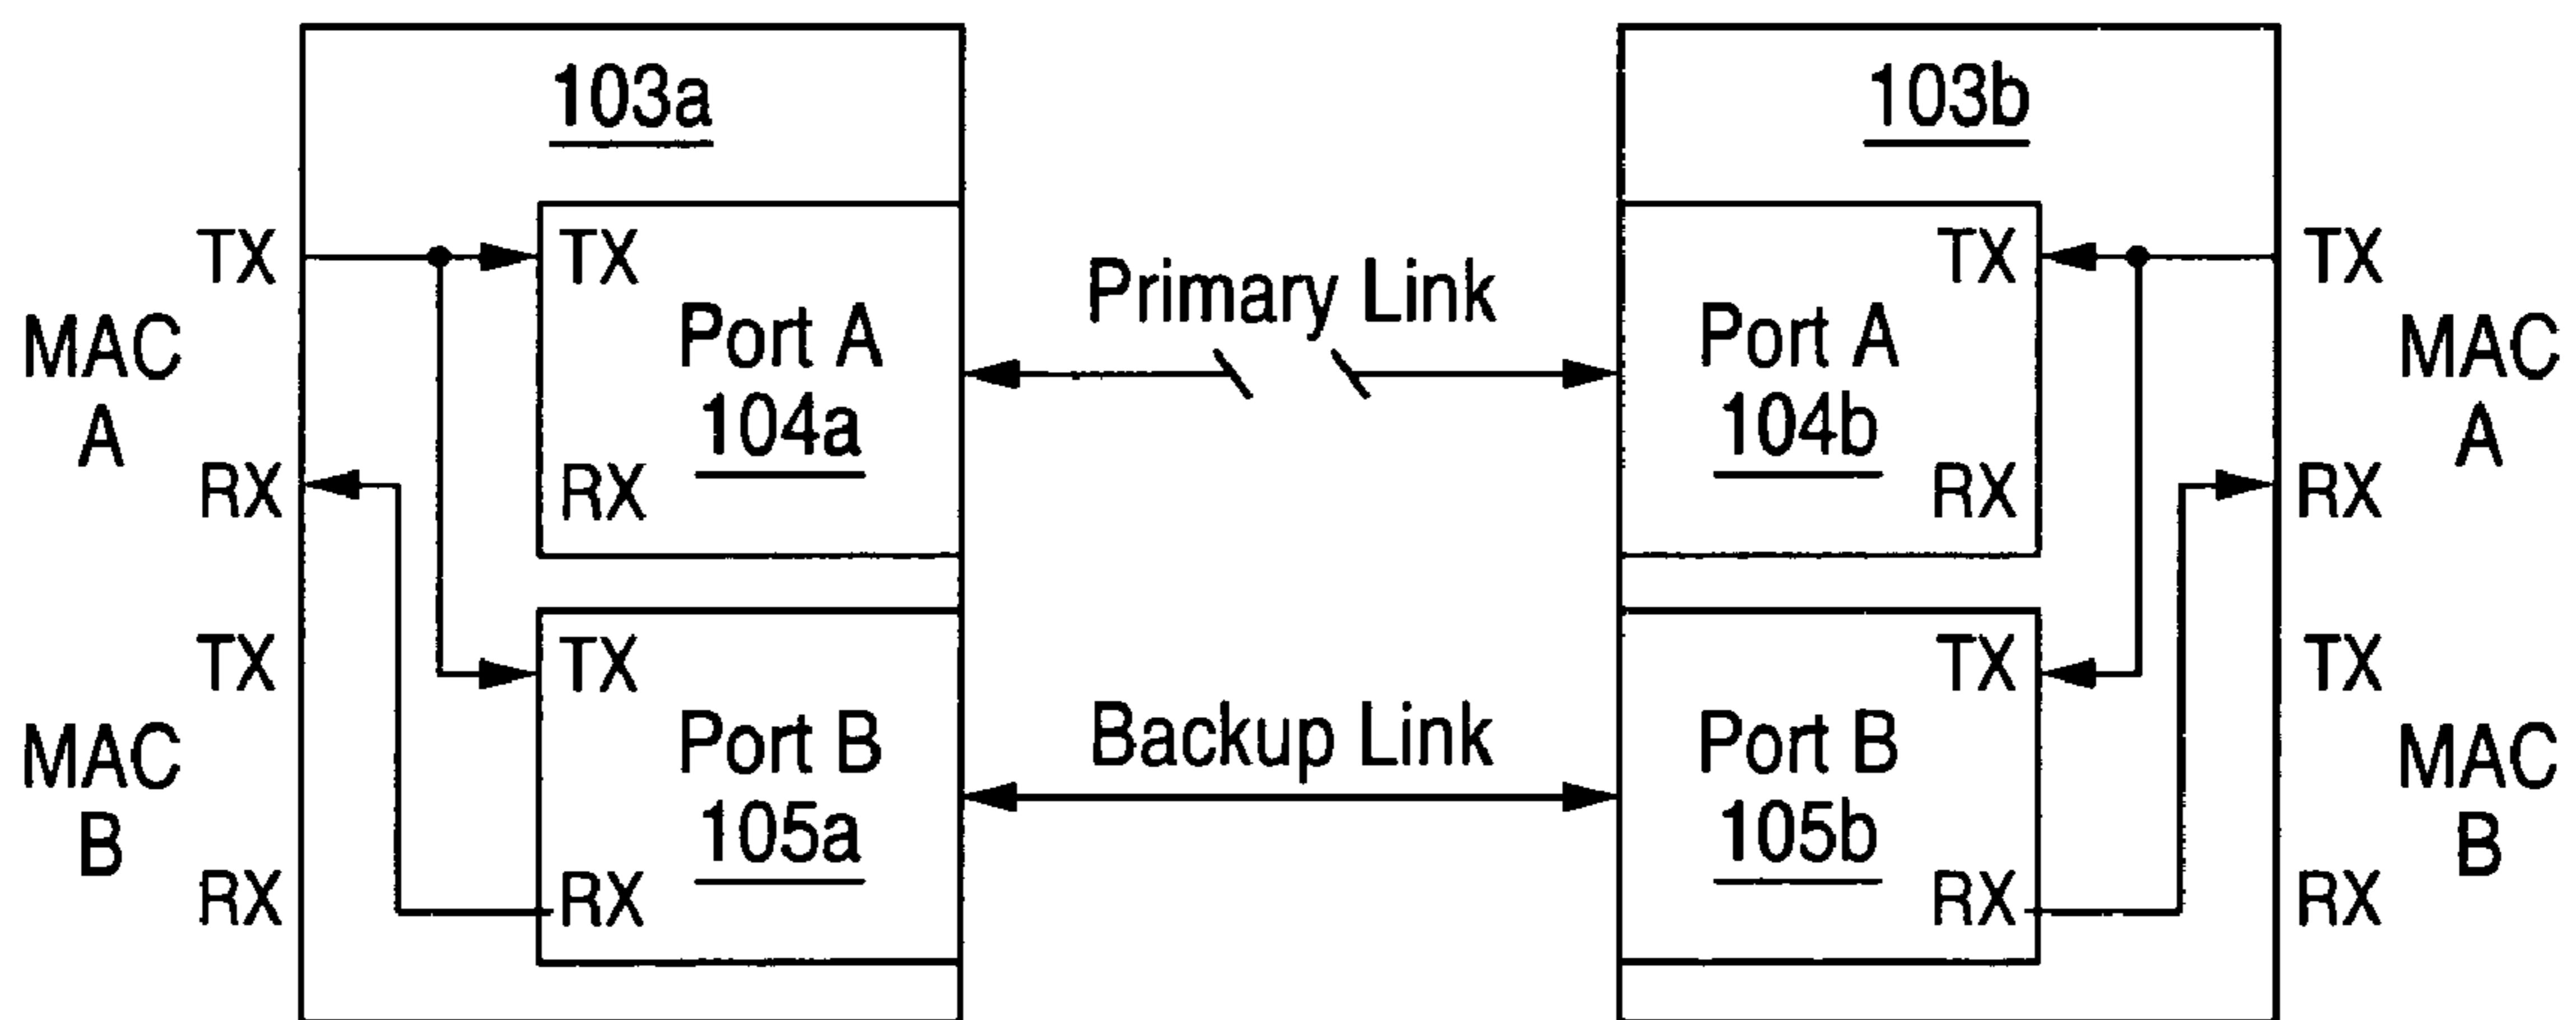 103a
103b
TX
TX
TX
TX
MAC
A
Port A
104a
Primary Link
Port A
104b
MAC
A
RX
RX
RX
RX
TX
TX
TX
TX
MAC
B
Port B
105a
Backup Link
Port B
105b
MAC
B
RX
RX
RX
RX